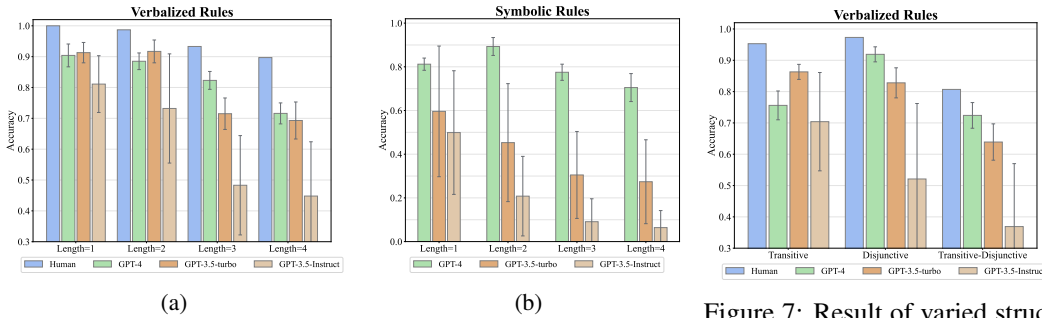 Verbalized Rules
1.0
0.9
0.8
0.7
0.6
0.5
0.4
0.3
Accuracy
Length=1 Length=2 Length=3 Length=4
Human GPT-4 GPT-3.5-turbo GPT-3.5-Instruct
(a)
Symbolic Rules
1.0
0.8
0.6
0.4
0.2
0.0
Accuracy
Length=1 Length=2 Length=3 Length=4
GPT-4 GPT-3.5-turbo GPT-3.5-Instruct
(b)
Verbalized Rules
1.0
0.9
0.8
0.7
0.6
0.5
0.4
0.3
Accuracy
Transitive Disjunctive Transitive-Disjunctive
Human GPT-4 GPT-3.5-turbo GPT-3.5-Instruct
Figure 7: Result of varied struc